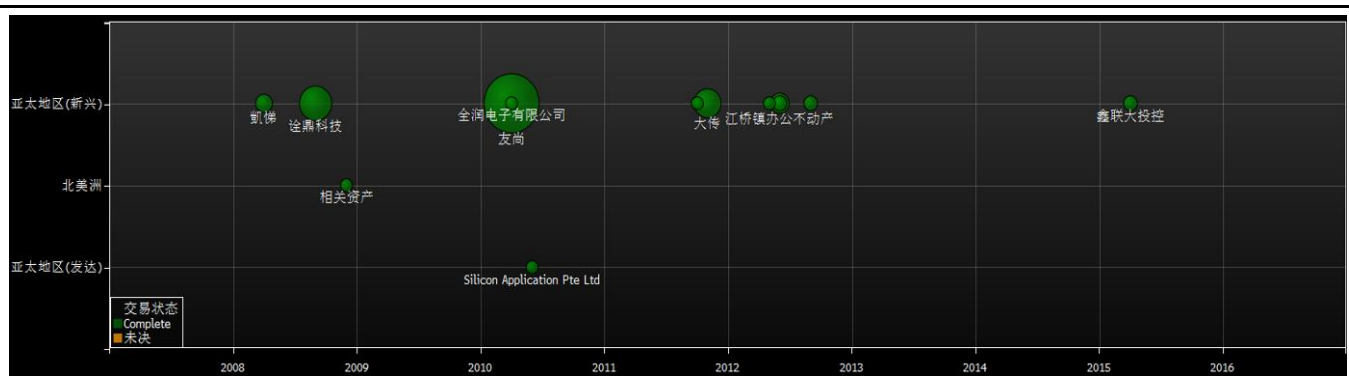 亚太地区(新兴)
凱悌
诠鼎科技
全润电子有限公司
友尚
大传
江桥镇办公不动产
鑫联大投控
北美洲
相关资产
亚太地区(发达)
Silicon Application Pte Ltd
交易状态
Complete
未决
2008 2009 2010 2011 2012 2013 2014 2015 2016